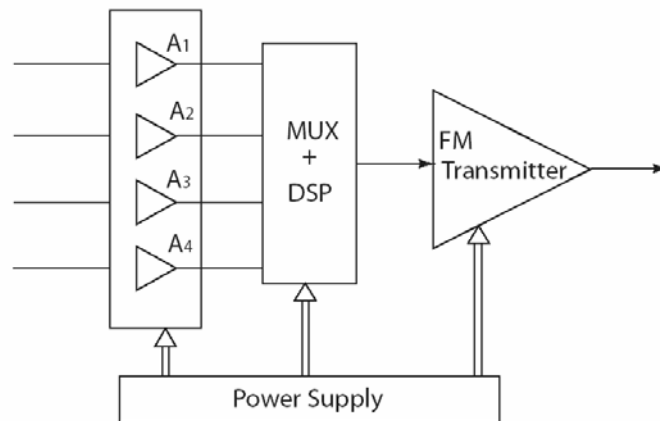 A1
A2
A3
A4
MUX
+
DSP
FM
Transmitter
Power Supply